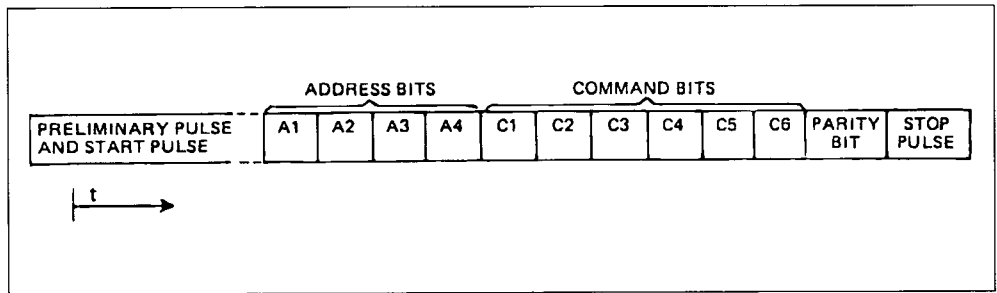 ADDRESS BITS
COMMAND BITS
PRELIMINARY PULSE
AND START PULSE
A1
A2
A3
A4
C1
C2
C3
C4
C5
C6
PARITY
BIT
STOP
PULSE
t